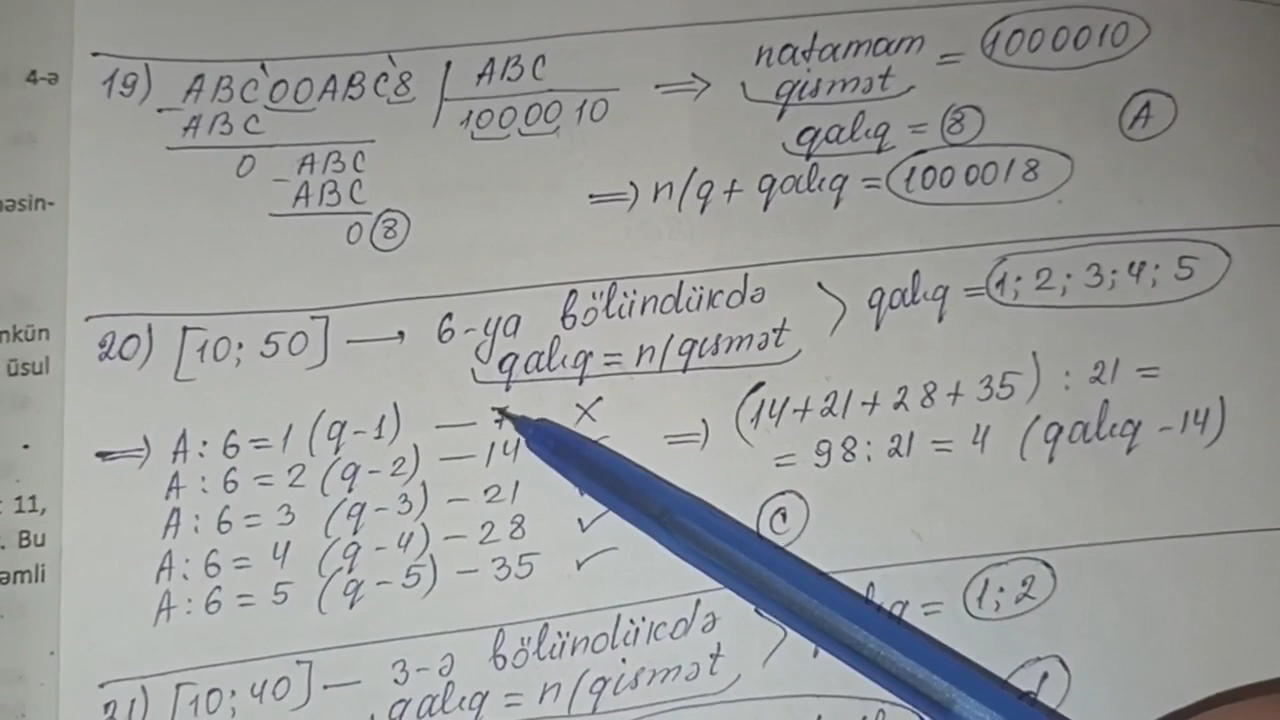 4-ə
19) ABC00ABC8 | ABC
ABC
1000010
0 ABC
ABC
0 8
⟹ natamam qismət = 1000010
qalıq = 8
A
⟹ n/q + qalıq = 1000018
əsin-
20) [10; 50] → 6-ya bölündükdə
qalıq = n/qismət
qalıq = 1; 2; 3; 4; 5
nkün
üsul
⟹ A : 6 = 1 (q-1) — 7 ×
A : 6 = 2 (q-2) — 14
A : 6 = 3 (q-3) - 21
A : 6 = 4 (q-4) - 28 ✓
A : 6 = 5 (q-5) - 35 ✓
⟹ (14+21+28+35) : 21 =
= 98 : 21 = 4 (qalıq - 14)
C
11,
. Bu
əmli
21) [10; 40] — 3-ə bölündükdə
qalıq = n/qismət
= 1; 2